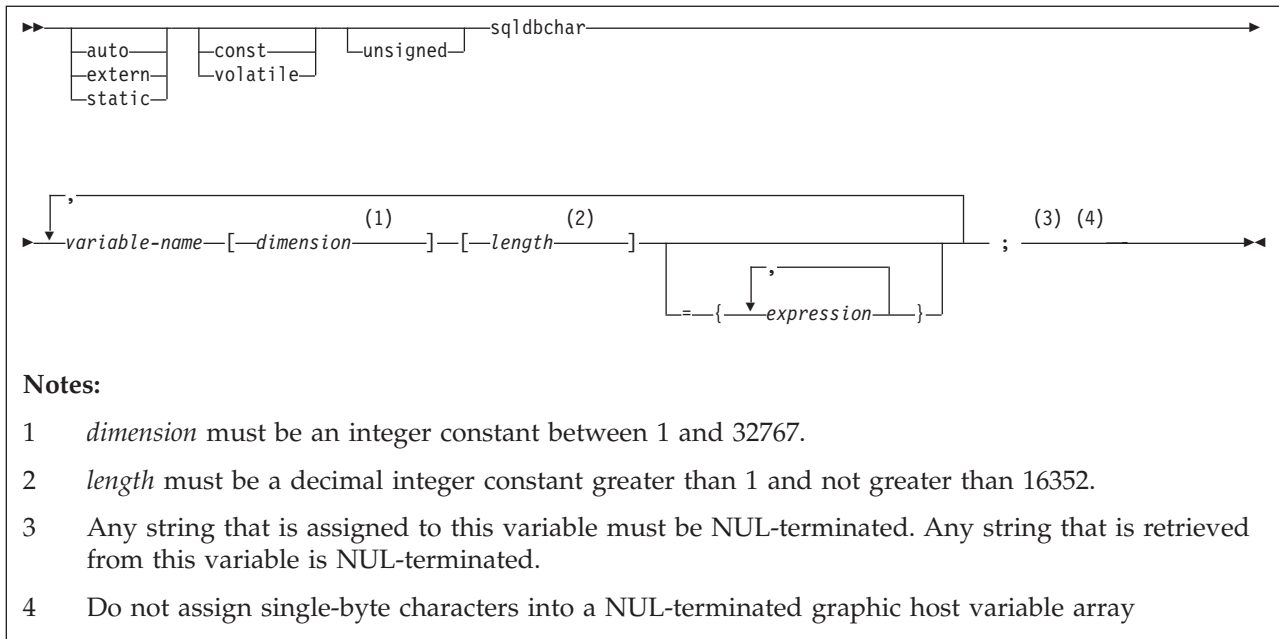 sqldbchar
auto const unsigned
extern volatile
static
,
(1) (2) (3) (4)
variable-name [ dimension ] [ length ] ;
,
= { expression }
Notes:
1 dimension must be an integer constant between 1 and 32767.
2 length must be a decimal integer constant greater than 1 and not greater than 16352.
3 Any string that is assigned to this variable must be NUL-terminated. Any string that is retrieved
from this variable is NUL-terminated.
4 Do not assign single-byte characters into a NUL-terminated graphic host variable array